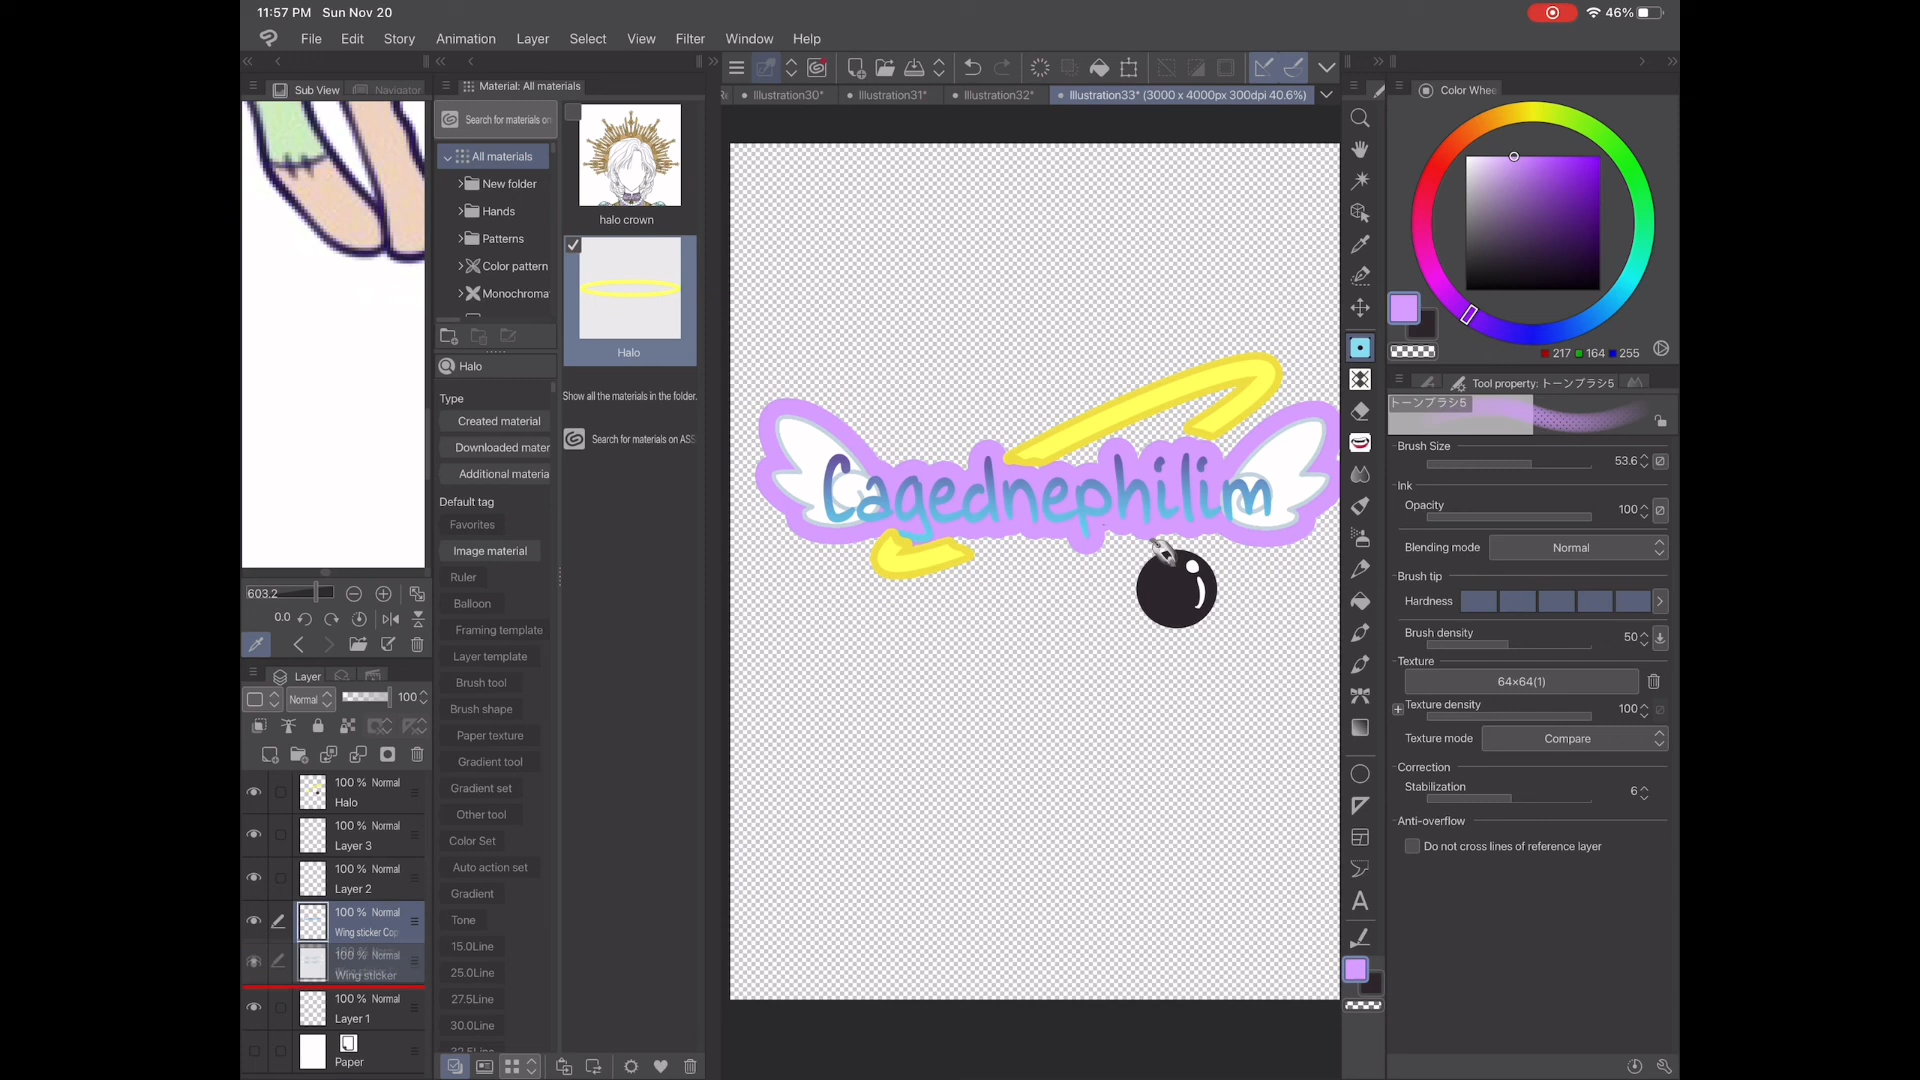 11:57 PM Sun Nov 20
46%
File Edit Story Animation Layer Select View Filter Window Help
Sub View Navigator
Material: All materials
Illustration30* Illustration31* Illustration32* Illustration33* (3000 x 4000px 300dpi 40.6%)
Color Whee
Search for materials on
All materials
New folder
Hands
Patterns
Color pattern
Monochroma
halo crown
Halo
Halo
Show all the materials in the folder.
Search for materials on ASS
Type
Created material
Downloaded mater
Additional materia
Default tag
Favorites
Image material
Ruler
Balloon
Framing template
Layer template
Brush tool
Brush shape
Paper texture
Gradient tool
Gradient set
Other tool
Color Set
Auto action set
Gradient
Tone
15.0Line
25.0Line
27.5Line
30.0Line
32.5Line
603.2
0.0
Layer
Normal 100
100 % Normal
Halo
100 % Normal
Layer 3
100 % Normal
Layer 2
100 % Normal
Wing sticker Cop
100 % Normal
Wing sticker
100 % Normal
Layer 1
Paper
Cagednephilim
217 164 255
Tool property: トーンブラシ5
トーンブラシ5
Brush Size
53.6
Ink
Opacity 100
Blending mode Normal
Brush tip
Hardness
Brush density 50
Texture
64×64(1)
Texture density 100
Texture mode Compare
Correction
Stabilization 6
Anti-overflow
Do not cross lines of reference layer